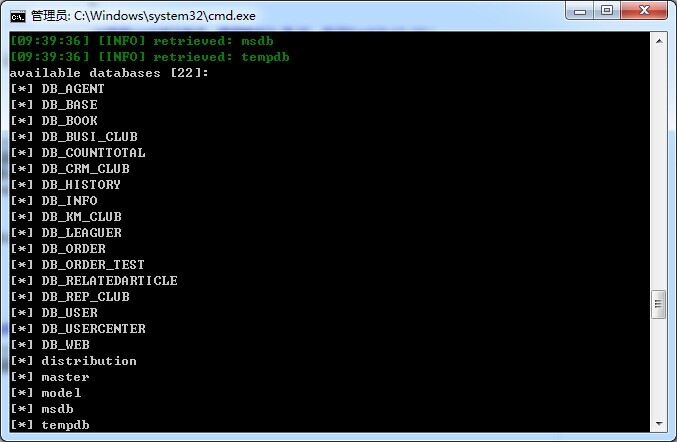 管理员: C:\Windows\system32\cmd.exe
[09:39:36] [INFO] retrieved: msdb
[09:39:36] [INFO] retrieved: tempdb
available databases [22]:
[*] DB_AGENT
[*] DB_BASE
[*] DB_BOOK
[*] DB_BUSI_CLUB
[*] DB_COUNTTOTAL
[*] DB_CRM_CLUB
[*] DB_HISTORY
[*] DB_INFO
[*] DB_KM_CLUB
[*] DB_LEAGUER
[*] DB_ORDER
[*] DB_ORDER_TEST
[*] DB_RELATEDARTICLE
[*] DB_REP_CLUB
[*] DB_USER
[*] DB_USERCENTER
[*] DB_WEB
[*] distribution
[*] master
[*] model
[*] msdb
[*] tempdb